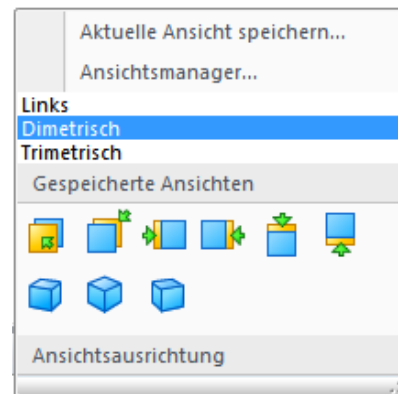 Aktuelle Ansicht speichern...
Ansichtsmanager...
Links
Dimetrisch
Trimetrisch
Gespeicherte Ansichten
Ansichtsausrichtung